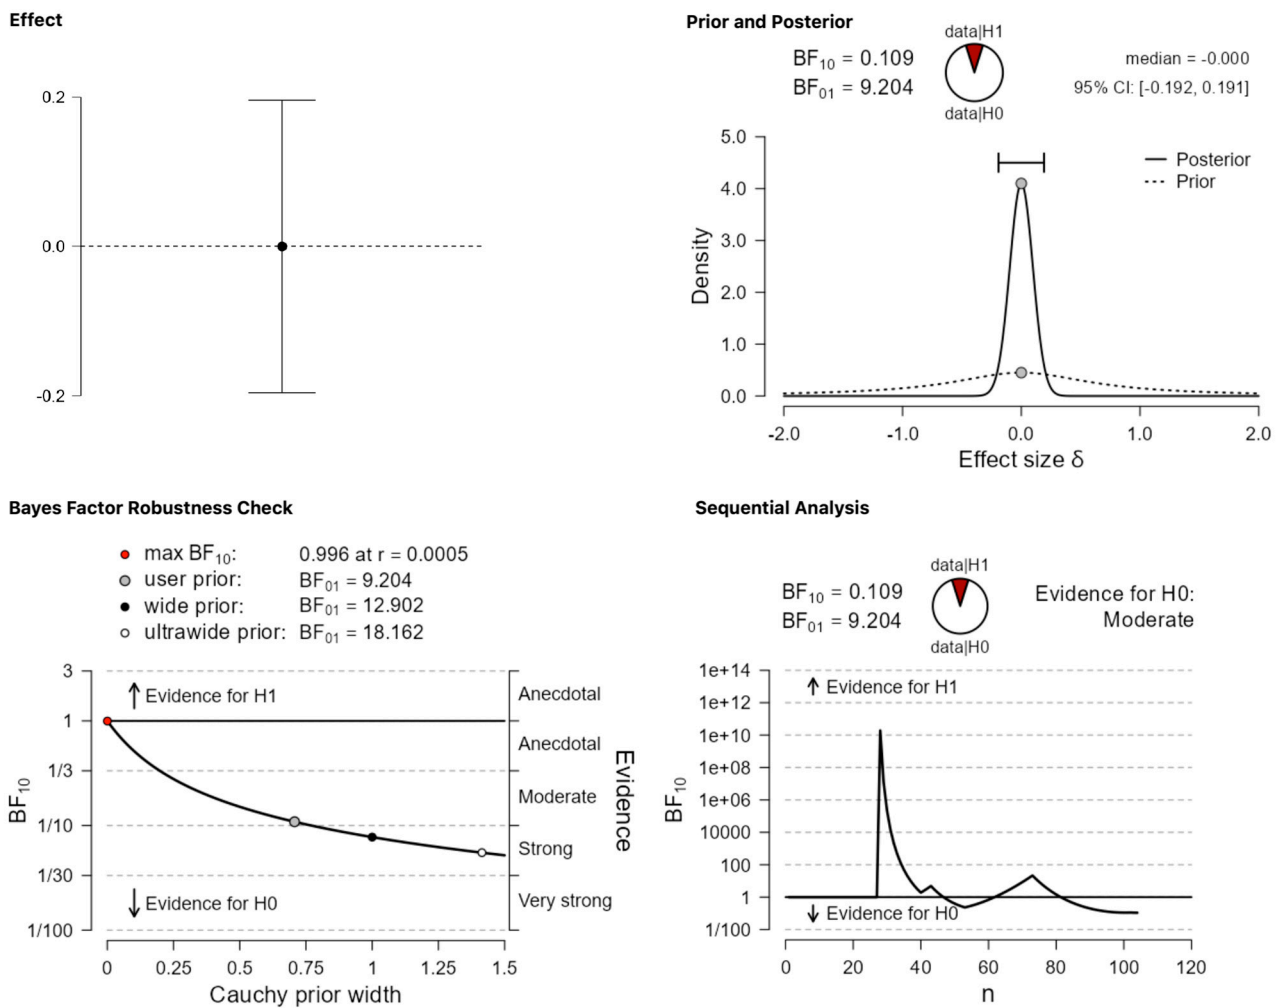 Effect
0.2
0.0
-0.2
Prior and Posterior
data|H1
BF10 = 0.109
BF01 = 9.204
data|H0
median = -0.000
95% CI: [-0.192, 0.191]
5.0
4.0
3.0
2.0
1.0
0.0
Density
Posterior
Prior
-2.0 -1.0 0.0 1.0 2.0
Effect size δ
Bayes Factor Robustness Check
max BF10: 0.996 at r = 0.0005
user prior: BF01 = 9.204
wide prior: BF01 = 12.902
ultrawide prior: BF01 = 18.162
3
1
1/3
1/10
1/30
1/100
BF10
Evidence for H1
Evidence for H0
Anecdotal
Anecdotal
Moderate
Strong
Very strong
Evidence
0 0.25 0.5 0.75 1 1.25 1.5
Cauchy prior width
Sequential Analysis
data|H1
BF10 = 0.109
BF01 = 9.204
data|H0
Evidence for H0:
Moderate
1e+14
1e+12
1e+10
1e+08
1e+06
10000
100
1
1/100
BF10
Evidence for H1
Evidence for H0
0 20 40 60 80 100 120
n